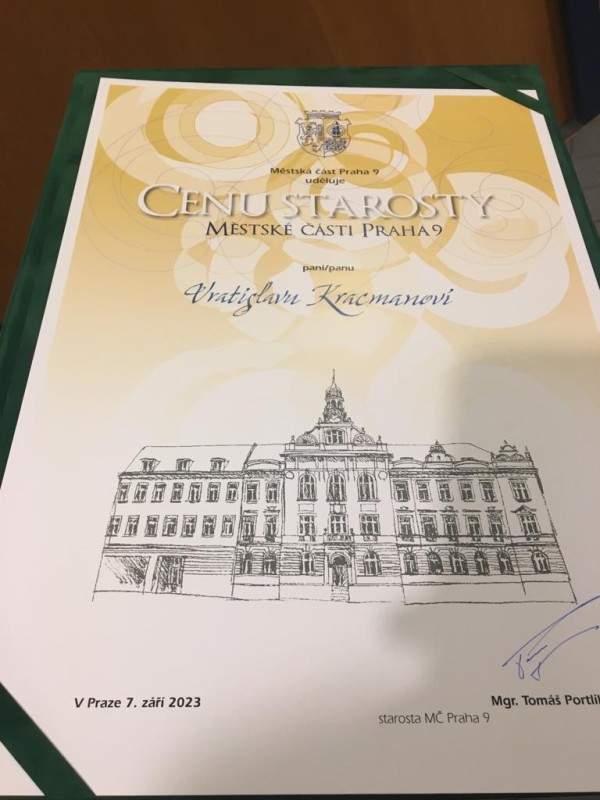 Městská část Praha 9
uděluje
CENU STAROSTY
MĚSTSKÉ ČÁSTI PRAHA 9
paní/panu
Vratislavu Kracmanovi
V Praze 7. září 2023
Mgr. Tomáš Portlík
starosta MČ Praha 9